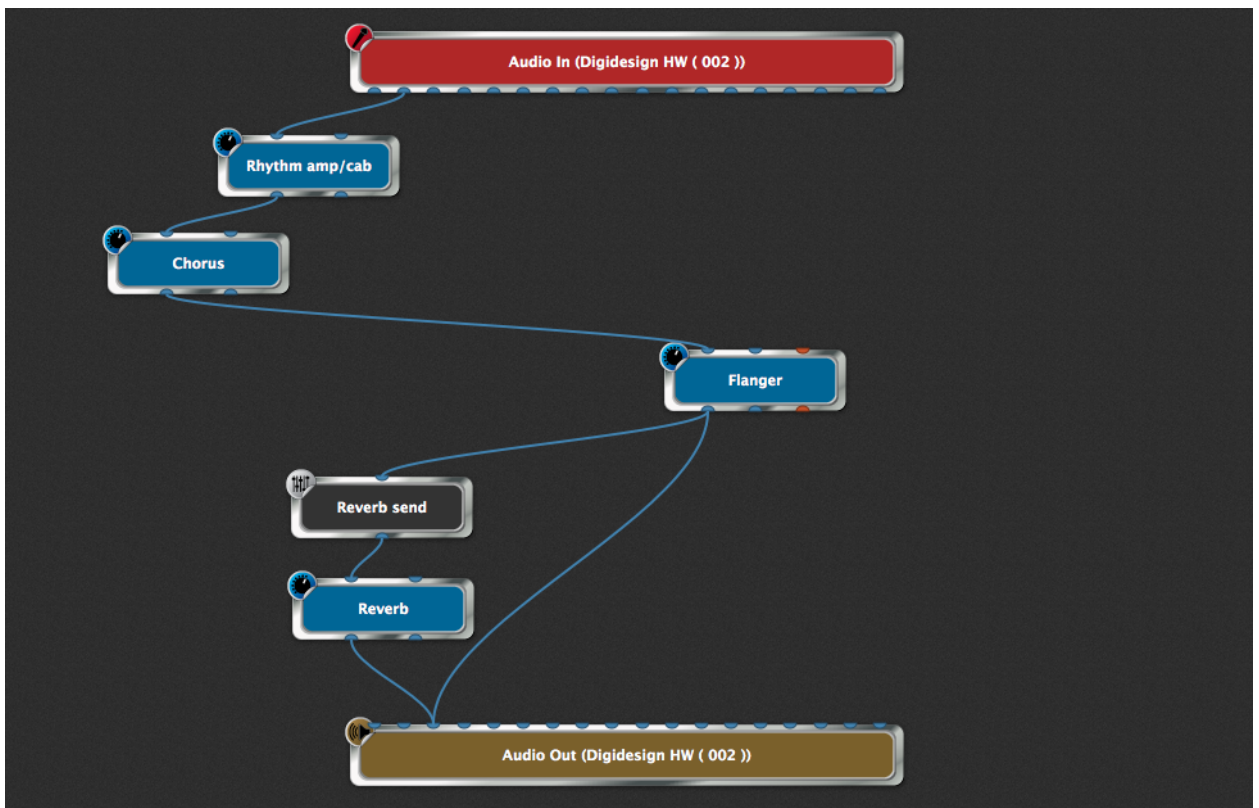 Audio In (Digidesign HW ( 002 ))
Rhythm amp/cab
Chorus
Flanger
Reverb send
Reverb
Audio Out (Digidesign HW ( 002 ))